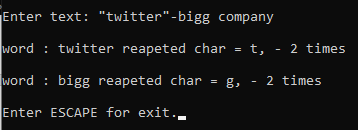 Enter text: "twitter"-bigg company
word : twitter reapeted char = t, - 2 times
word : bigg reapeted char = g, - 2 times
Enter ESCAPE for exit.